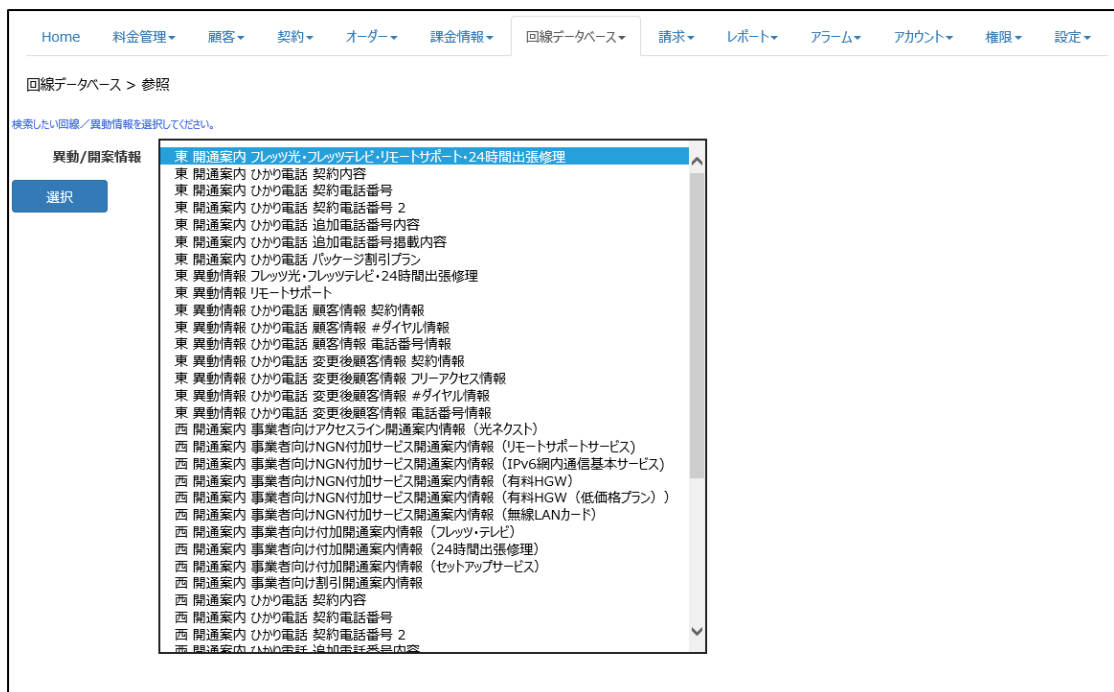 Home 料金管理▾ 顧客▾ 契約▾ オーダー▾ 課金情報▾ 回線データベース▾ 請求▾ レポート▾ アラーム▾ アカウント▾ 権限▾ 設定▾
回線データベース > 参照
検索したい回線／異動情報を選択してください。
異動/開案情報
選択
東 開通案内 フレッツ光・フレッツテレビ・リモートサポート・24時間出張修理
東 開通案内 ひかり電話 契約内容
東 開通案内 ひかり電話 契約電話番号
東 開通案内 ひかり電話 契約電話番号 2
東 開通案内 ひかり電話 追加電話番号内容
東 開通案内 ひかり電話 追加電話番号掲載内容
東 開通案内 ひかり電話 パッケージ割引プラン
東 異動情報 フレッツ光・フレッツテレビ・24時間出張修理
東 異動情報 リモートサポート
東 異動情報 ひかり電話 顧客情報 契約情報
東 異動情報 ひかり電話 顧客情報 #ダイヤル情報
東 異動情報 ひかり電話 顧客情報 電話番号情報
東 異動情報 ひかり電話 変更後顧客情報 契約情報
東 異動情報 ひかり電話 変更後顧客情報 フリーアクセス情報
東 異動情報 ひかり電話 変更後顧客情報 #ダイヤル情報
東 異動情報 ひかり電話 変更後顧客情報 電話番号情報
西 開通案内 事業者向けアクセスライン開通案内情報（光ネクスト）
西 開通案内 事業者向けNGN付加サービス開通案内情報（リモートサポートサービス)
西 開通案内 事業者向けNGN付加サービス開通案内情報（IPv6網内通信基本サービス)
西 開通案内 事業者向けNGN付加サービス開通案内情報（有料HGW）
西 開通案内 事業者向けNGN付加サービス開通案内情報（有料HGW（低価格プラン））
西 開通案内 事業者向けNGN付加サービス開通案内情報（無線LANカード）
西 開通案内 事業者向け付加開通案内情報（フレッツ・テレビ）
西 開通案内 事業者向け付加開通案内情報（24時間出張修理）
西 開通案内 事業者向け付加開通案内情報（セットアップサービス）
西 開通案内 事業者向け割引開通案内情報
西 開通案内 ひかり電話 契約内容
西 開通案内 ひかり電話 契約電話番号
西 開通案内 ひかり電話 契約電話番号 2
西 開通案内 ひかり電話 追加電話番号内容